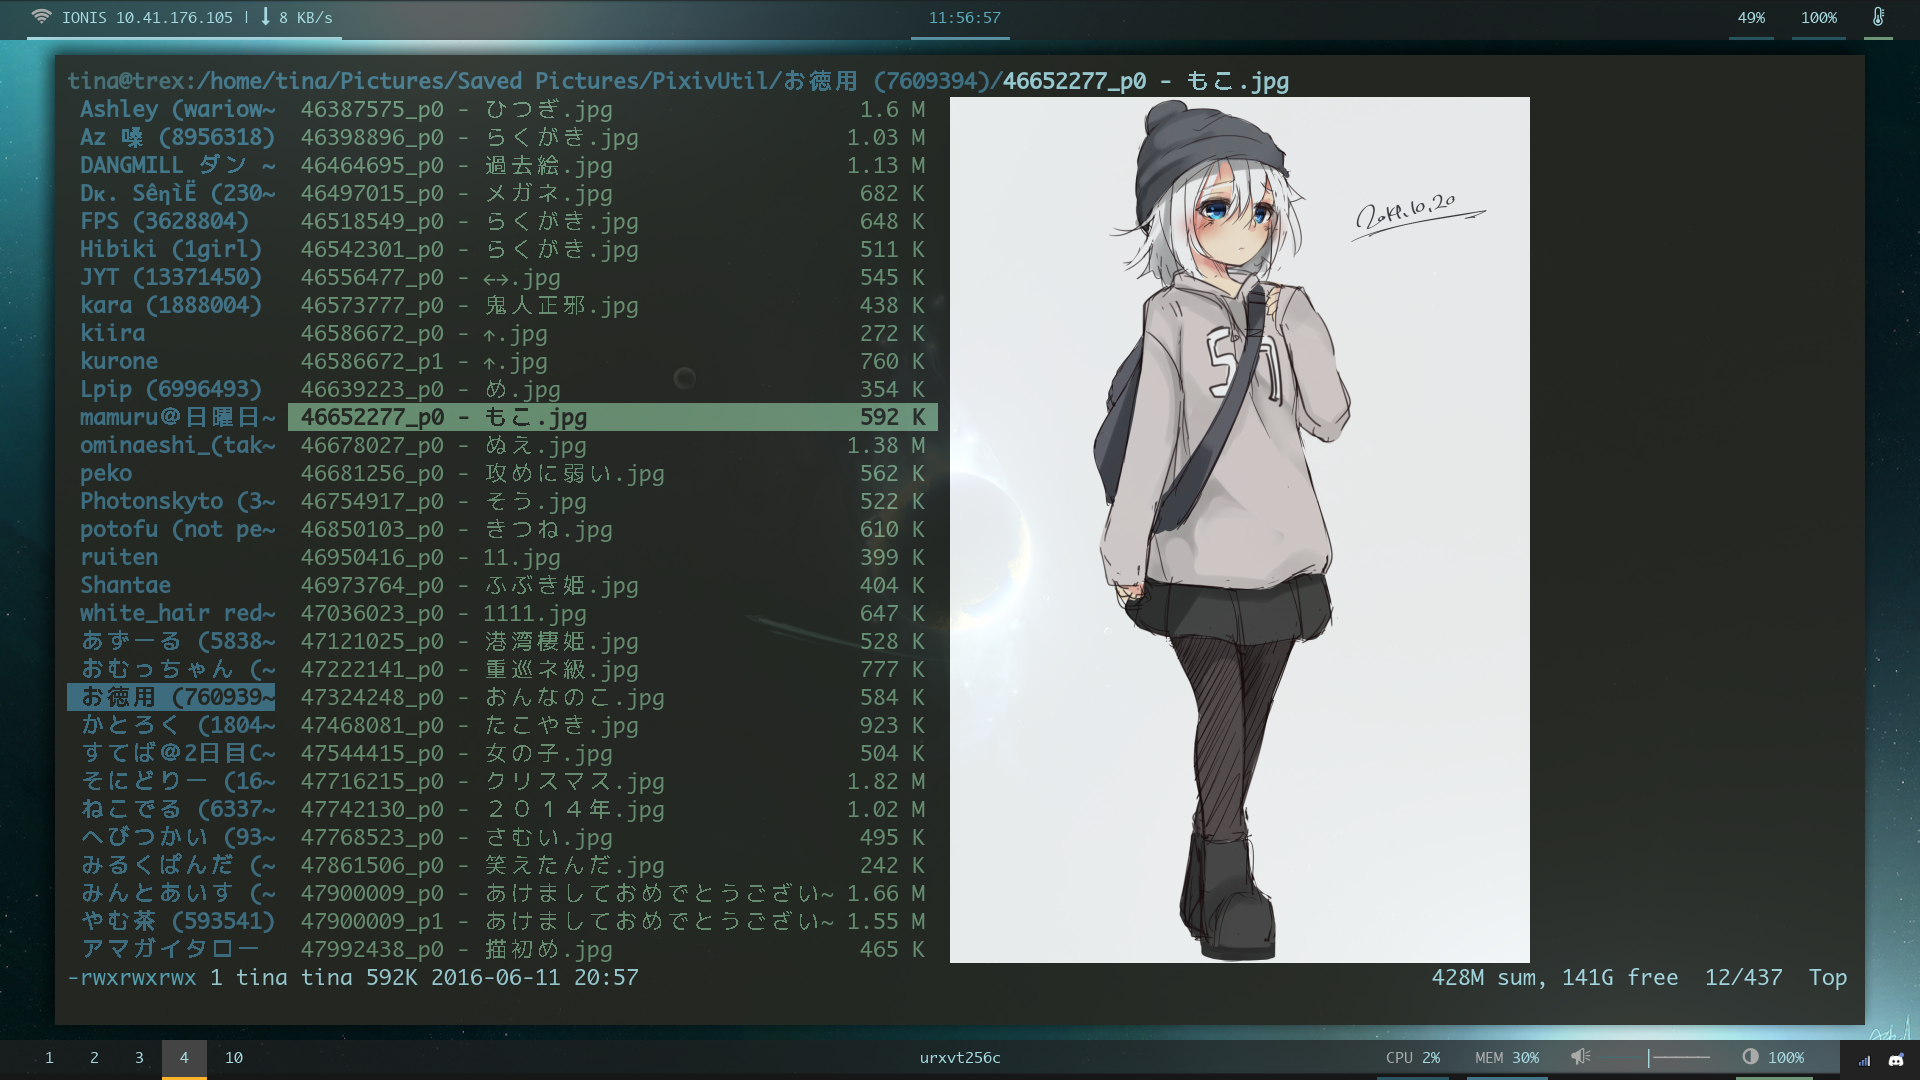 IONIS 10.41.176.105 | 8 KB/s
11:56:57
49% 100%
tina@trex:/home/tina/Pictures/Saved Pictures/PixivUtil/お徳用 (7609394)/46652277_p0 - もこ.jpg
Ashley (wariow~ 46387575_p0 - ひつぎ.jpg 1.6 M
Az 嗓 (8956318) 46398896_p0 - らくがき.jpg 1.03 M
DANGMILL ダン ~ 46464695_p0 - 過去絵.jpg 1.13 M
Dĸ. SêηìË (230~ 46497015_p0 - メガネ.jpg 682 K
FPS (3628804) 46518549_p0 - らくがき.jpg 648 K
Hibiki (1girl) 46542301_p0 - らくがき.jpg 511 K
JYT (13371450) 46556477_p0 - ↔.jpg 545 K
kara (1888004) 46573777_p0 - 鬼人正邪.jpg 438 K
kiira 46586672_p0 - ↑.jpg 272 K
kurone 46586672_p1 - ↑.jpg 760 K
Lpip (6996493) 46639223_p0 - め.jpg 354 K
mamuru@日曜日~ 46652277_p0 - もこ.jpg 592 K
ominaeshi_(tak~ 46678027_p0 - ぬえ.jpg 1.38 M
peko 46681256_p0 - 攻めに弱い.jpg 562 K
Photonskyto (3~ 46754917_p0 - そう.jpg 522 K
potofu (not pe~ 46850103_p0 - きつね.jpg 610 K
ruiten 46950416_p0 - 11.jpg 399 K
Shantae 46973764_p0 - ふぶき姫.jpg 404 K
white_hair red~ 47036023_p0 - 1111.jpg 647 K
あずーる (5838~ 47121025_p0 - 港湾棲姫.jpg 528 K
おむっちゃん (~ 47222141_p0 - 重巡ネ級.jpg 777 K
お徳用 (760939~ 47324248_p0 - おんなのこ.jpg 584 K
かとろく (1804~ 47468081_p0 - たこやき.jpg 923 K
すてば@2日目C~ 47544415_p0 - 女の子.jpg 504 K
そにどりー (16~ 47716215_p0 - クリスマス.jpg 1.82 M
ねこでる (6337~ 47742130_p0 - ２０１４年.jpg 1.02 M
へびつかい (93~ 47768523_p0 - さむい.jpg 495 K
みるくぱんだ (~ 47861506_p0 - 笑えたんだ.jpg 242 K
みんとあいす (~ 47900009_p0 - あけましておめでとうござい~ 1.66 M
やむ茶 (593541) 47900009_p1 - あけましておめでとうござい~ 1.55 M
アマガイタロー 47992438_p0 - 描初め.jpg 465 K
57
-rwxrwxrwx 1 tina tina 592K 2016-06-11 20:57 428M sum, 141G free 12/437 Top
1 2 3 4 10 urxvt256c CPU 2% MEM 30% 100%